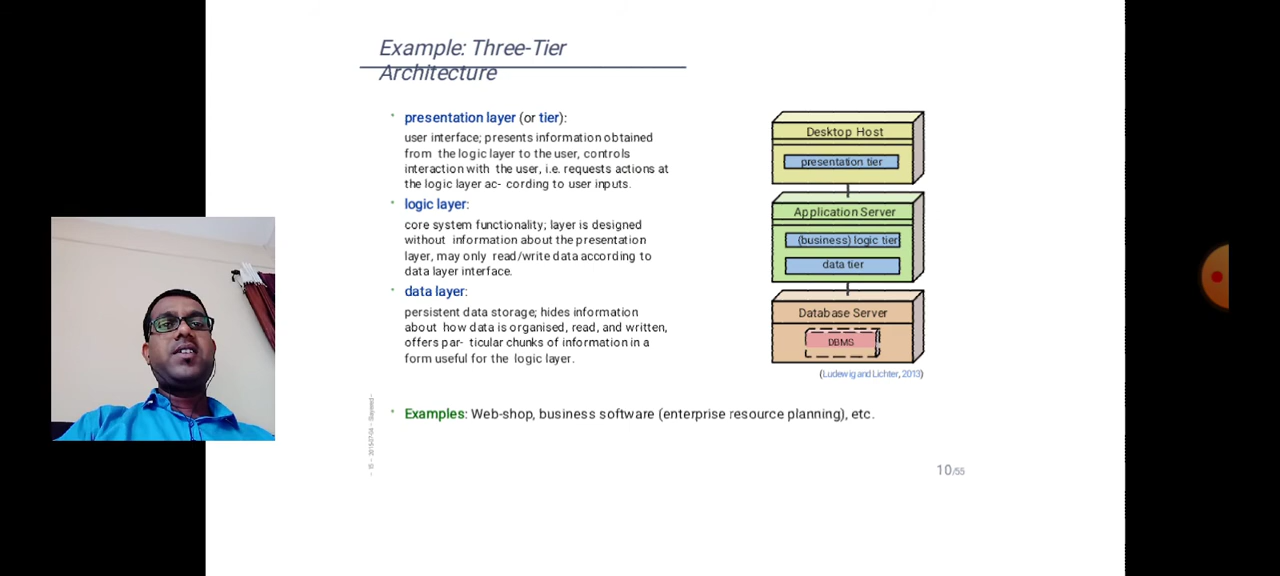 Example: Three-Tier
Architecture
presentation layer (or tier):
user interface; presents information obtained
from the logic layer to the user, controls
interaction with the user, i.e. requests actions at
the logic layer ac- cording to user inputs.
logic layer:
core system functionality; layer is designed
without information about the presentation
layer, may only read/write data according to
data layer interface.
data layer:
persistent data storage; hides information
about how data is organised, read, and written,
offers par- ticular chunks of information in a
form useful for the logic layer.
Examples: Web-shop, business software (enterprise resource planning), etc.
Desktop Host
presentation tier
Application Server
(business) logic tier
data tier
Database Server
DBMS
(Ludewig and Lichter, 2013)
10/55